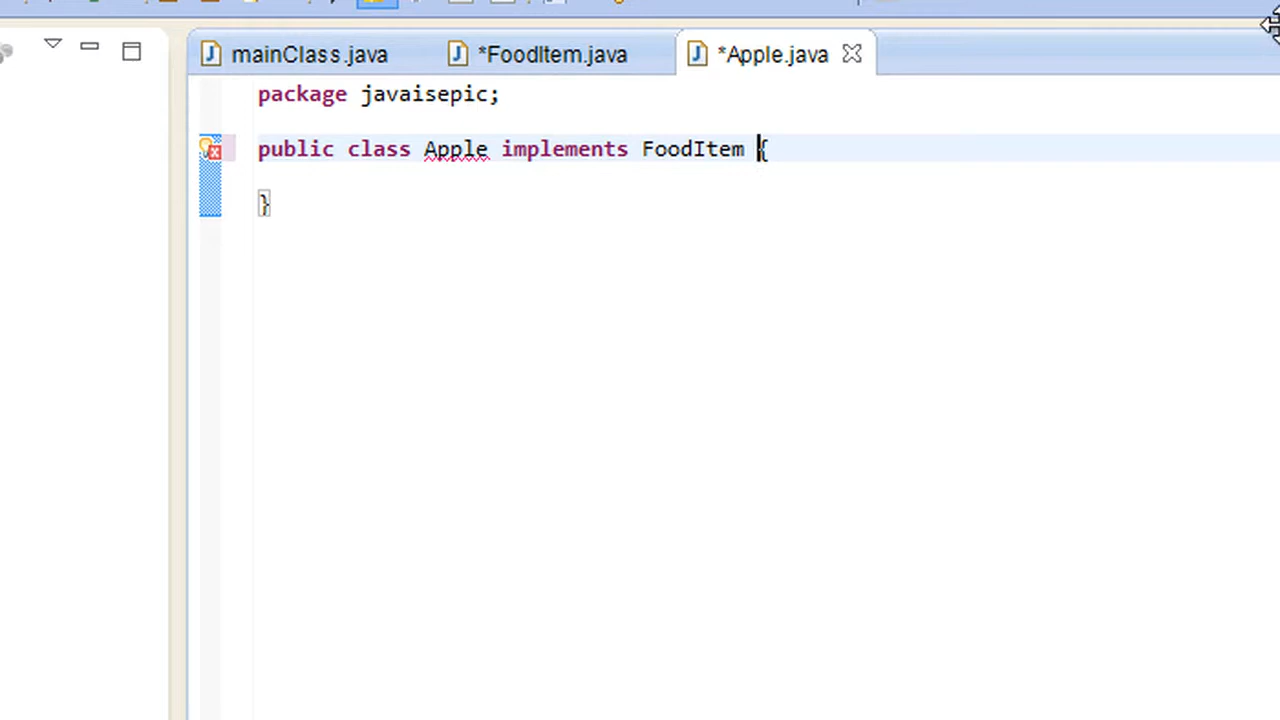 mainClass.java
*FoodItem.java
*Apple.java
package javaisepic;
public class Apple implements FoodItem {
}